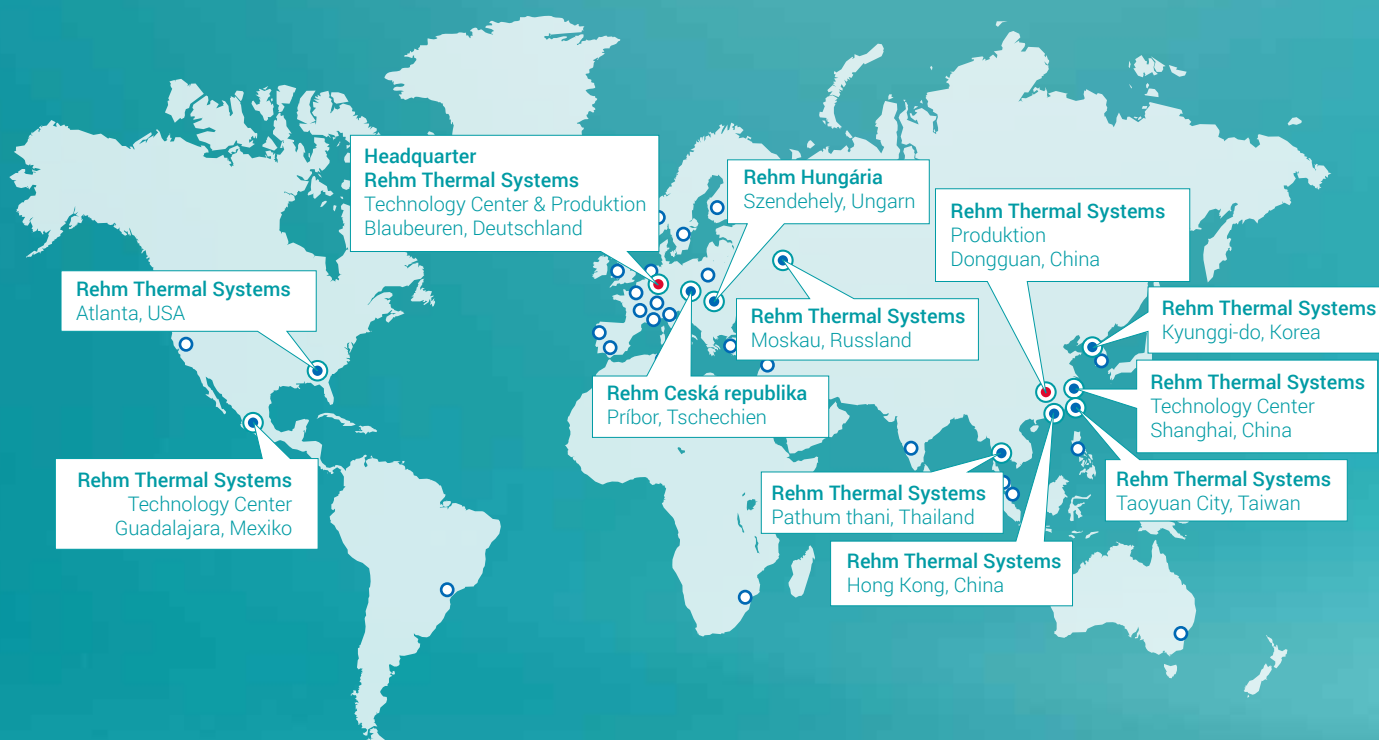 Headquarter
Rehm Thermal Systems
Technology Center & Produktion
Blaubeuren, Deutschland
Rehm Hungária
Szendehely, Ungarn
Rehm Thermal Systems
Produktion
Dongguan, China
Rehm Thermal Systems
Atlanta, USA
Rehm Thermal Systems
Moskau, Russland
Rehm Thermal Systems
Kyunggi-do, Korea
Rehm Ceská republika
Príbor, Tschechien
Rehm Thermal Systems
Technology Center
Shanghai, China
Rehm Thermal Systems
Technology Center
Guadalajara, Mexiko
Rehm Thermal Systems
Pathum thani, Thailand
Rehm Thermal Systems
Taoyuan City, Taiwan
Rehm Thermal Systems
Hong Kong, China